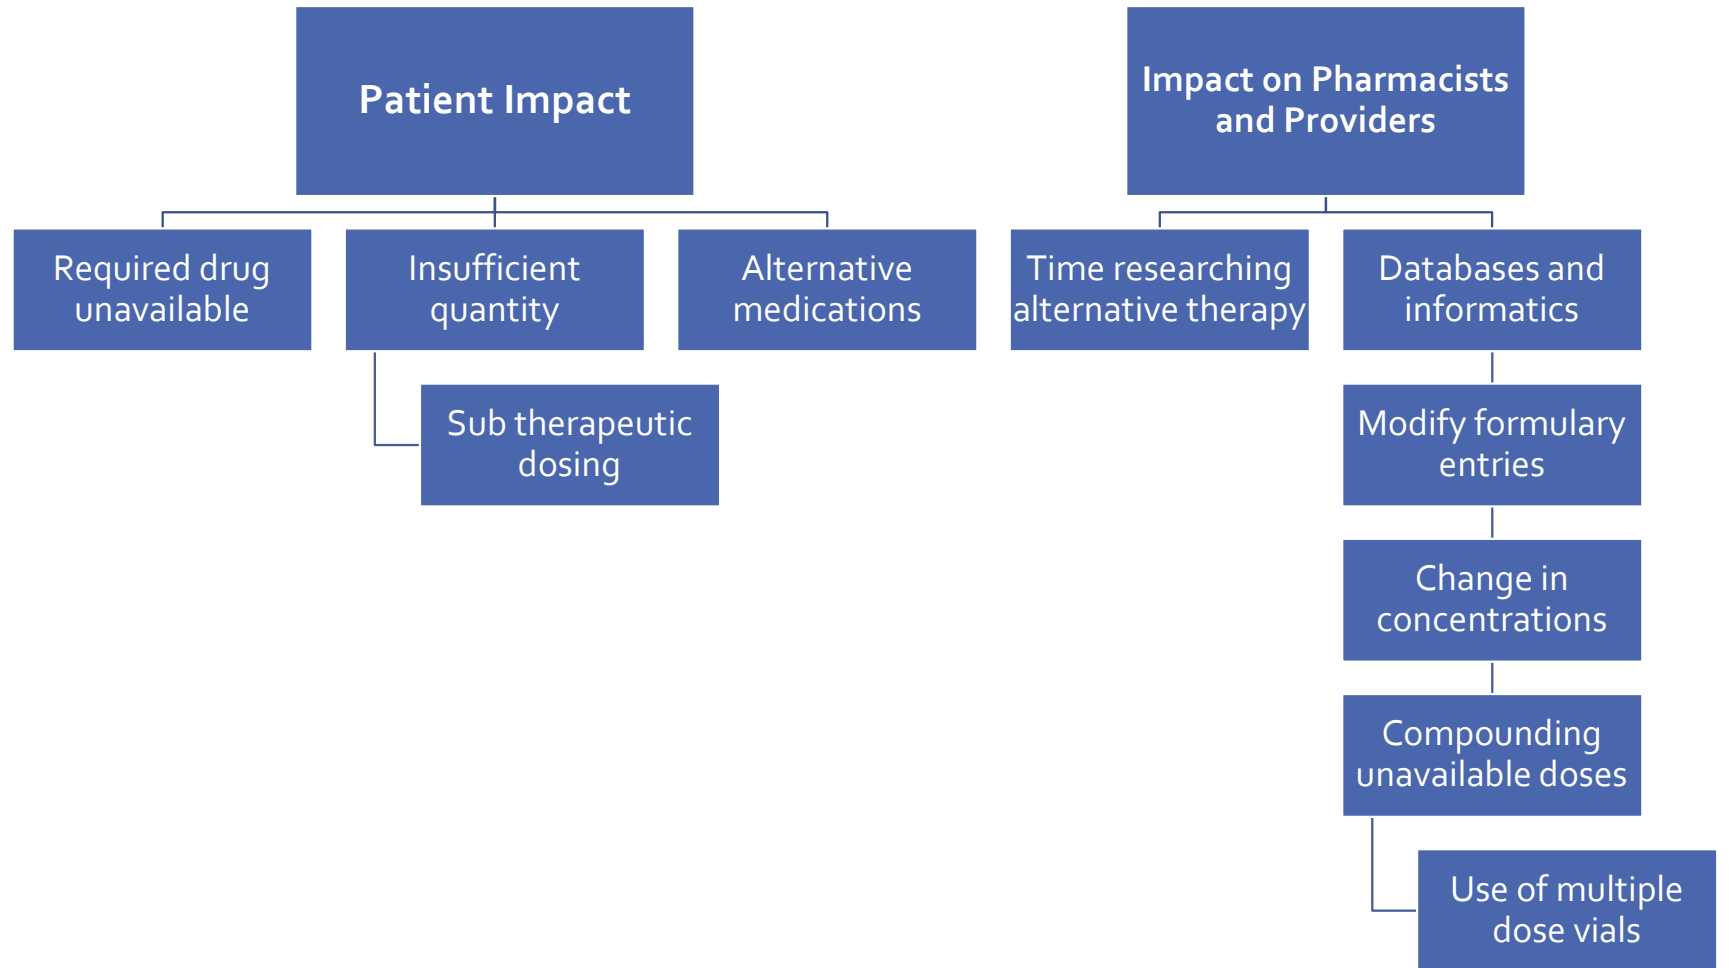 Patient Impact
Impact on Pharmacists
and Providers
Required drug
unavailable
Insufficient
quantity
Alternative
medications
Time researching
alternative therapy
Databases and
informatics
Sub therapeutic
dosing
Modify formulary
entries
Change in
concentrations
Compounding
unavailable doses
Use of multiple
dose vials